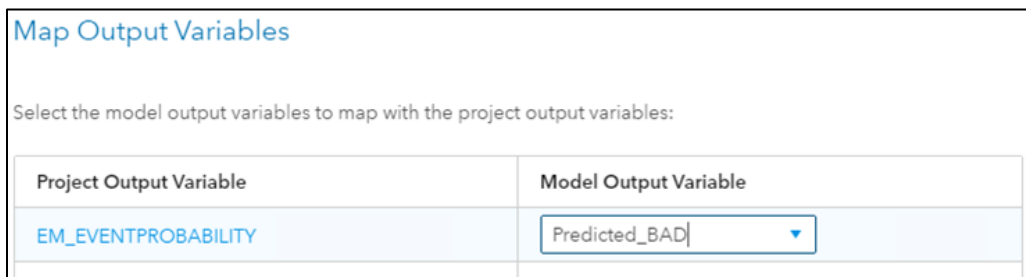 Map Output Variables
Select the model output variables to map with the project output variables:
Project Output Variable Model Output Variable
EM_EVENTPROBABILITY Predicted_BAD